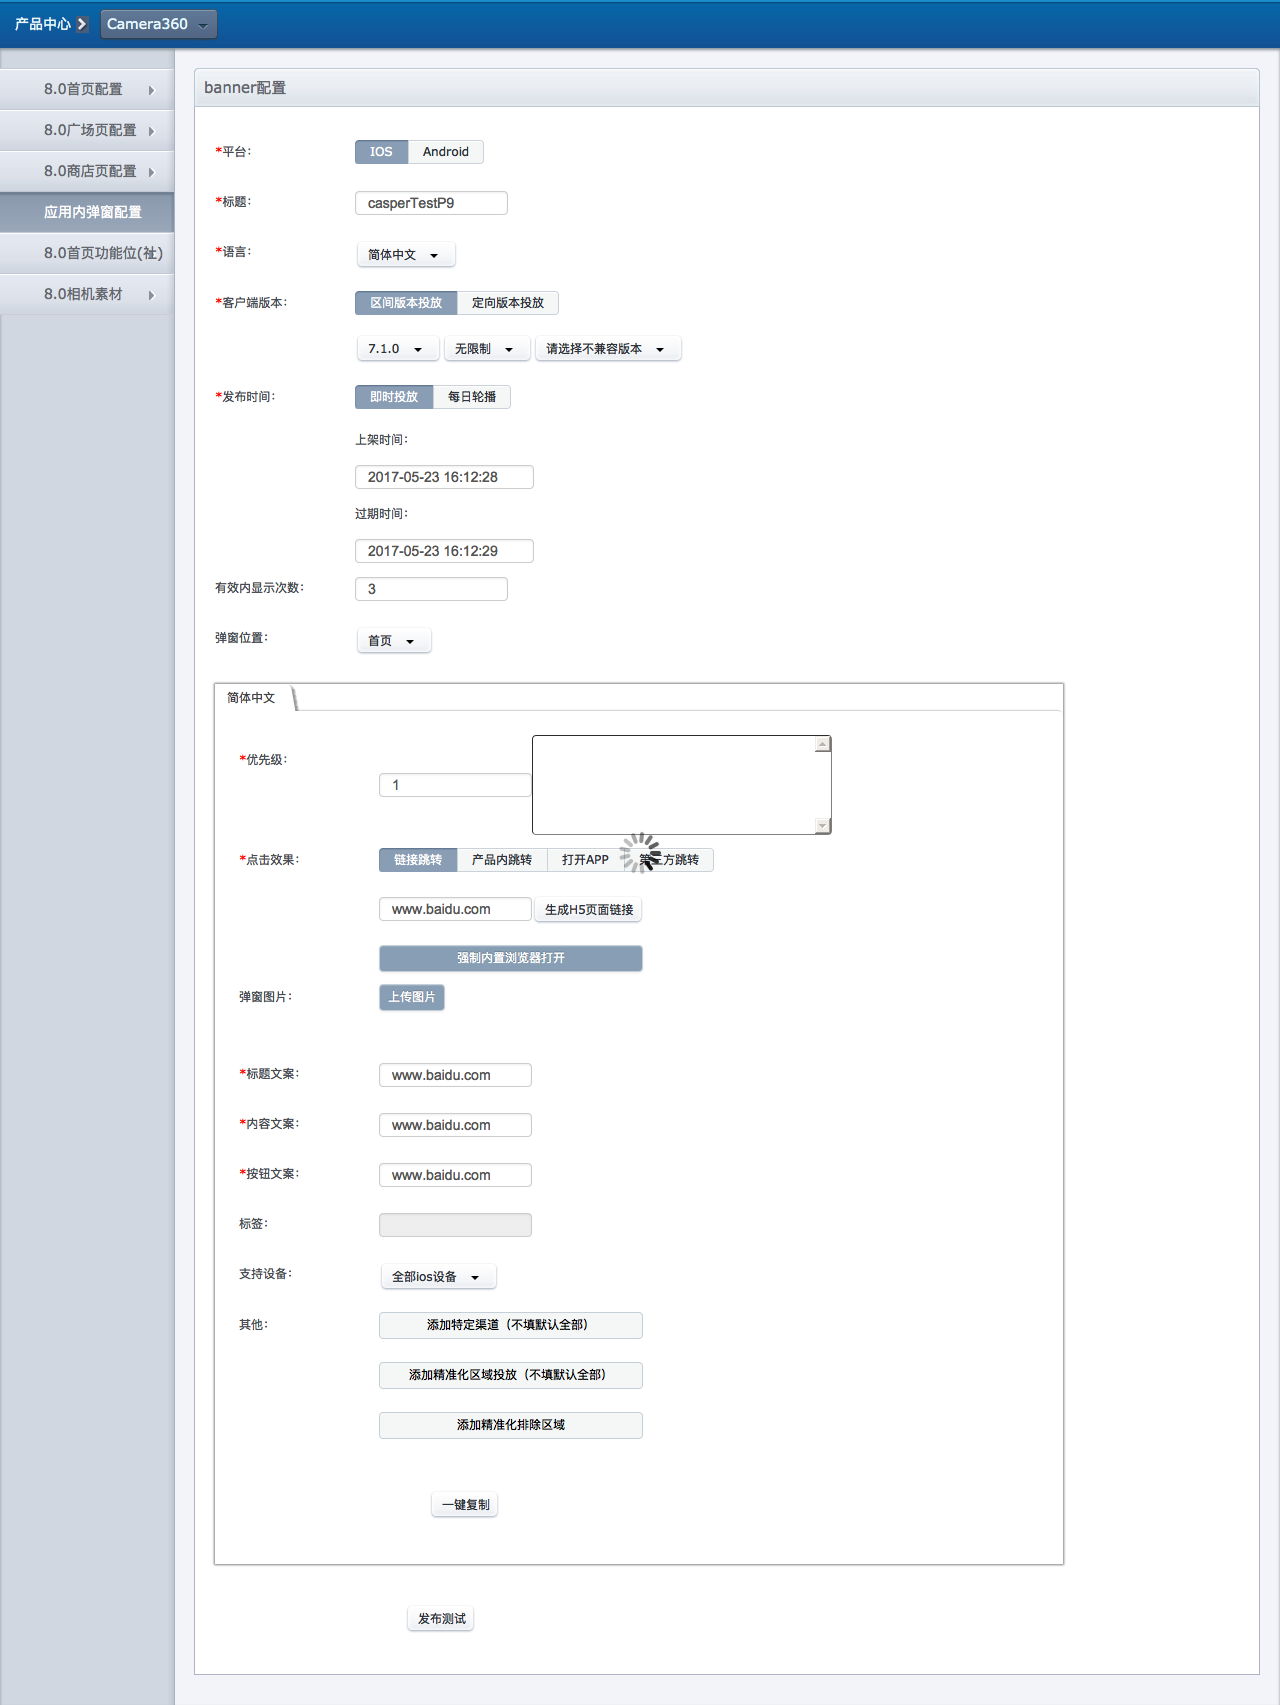 产品中心 Camera360
8.0首页配置
8.0广场页配置
8.0商店页配置
应用内弹窗配置
8.0首页功能位(祉)
8.0相机素材
banner配置
*平台: IOS Android
*标题: casperTestP9
*语言: 简体中文
*客户端版本: 区间版本投放 定向版本投放
7.1.0 无限制 请选择不兼容版本
*发布时间: 即时投放 每日轮播
上架时间:
2017-05-23 16:12:28
过期时间:
2017-05-23 16:12:29
有效内显示次数: 3
弹窗位置: 首页
简体中文
*优先级:
1
*点击效果: 链接跳转 产品内跳转 打开APP 第三方跳转
www.baidu.com 生成H5页面链接
强制内置浏览器打开
弹窗图片: 上传图片
*标题文案: www.baidu.com
*内容文案: www.baidu.com
*按钮文案: www.baidu.com
标签:
支持设备: 全部ios设备
其他: 添加特定渠道（不填默认全部）
添加精准化区域投放（不填默认全部）
添加精准化排除区域
一键复制
发布测试